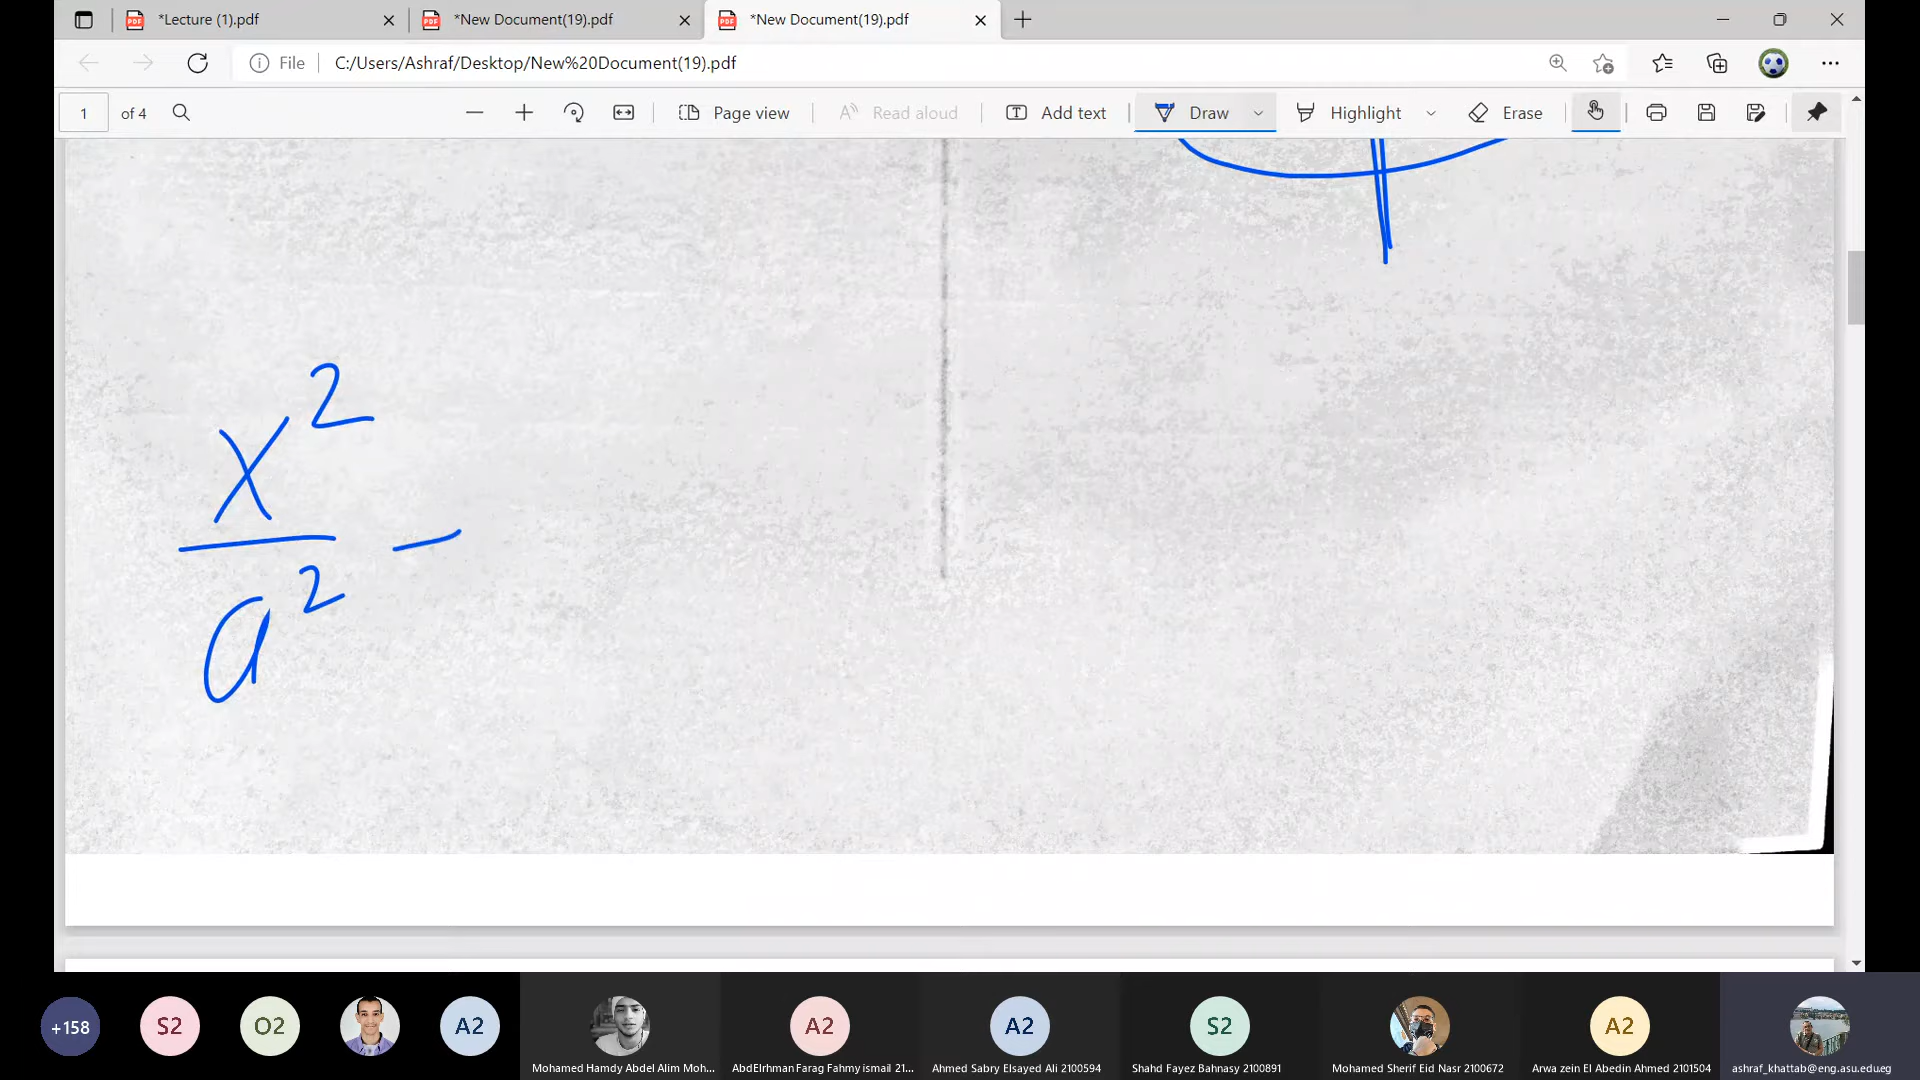 *Lecture (1).pdf *New Document(19).pdf *New Document(19).pdf
File C:/Users/Ashraf/Desktop/New%20Document(19).pdf
1 of 4 Page view Read aloud Add text Draw Highlight Erase
x²
a² −
+158 S2 O2 A2 A2 A2 S2 A2
Mohamed Hamdy Abdel Alim Moh... AbdElrhman Farag Fahmy ismail 21... Ahmed Sabry Elsayed Ali 2100594 Shahd Fayez Bahnasy 2100891 Mohamed Sherif Eid Nasr 2100672 Arwa zein El Abedin Ahmed 2101504 ashraf_khattab@eng.asu.edu.eg